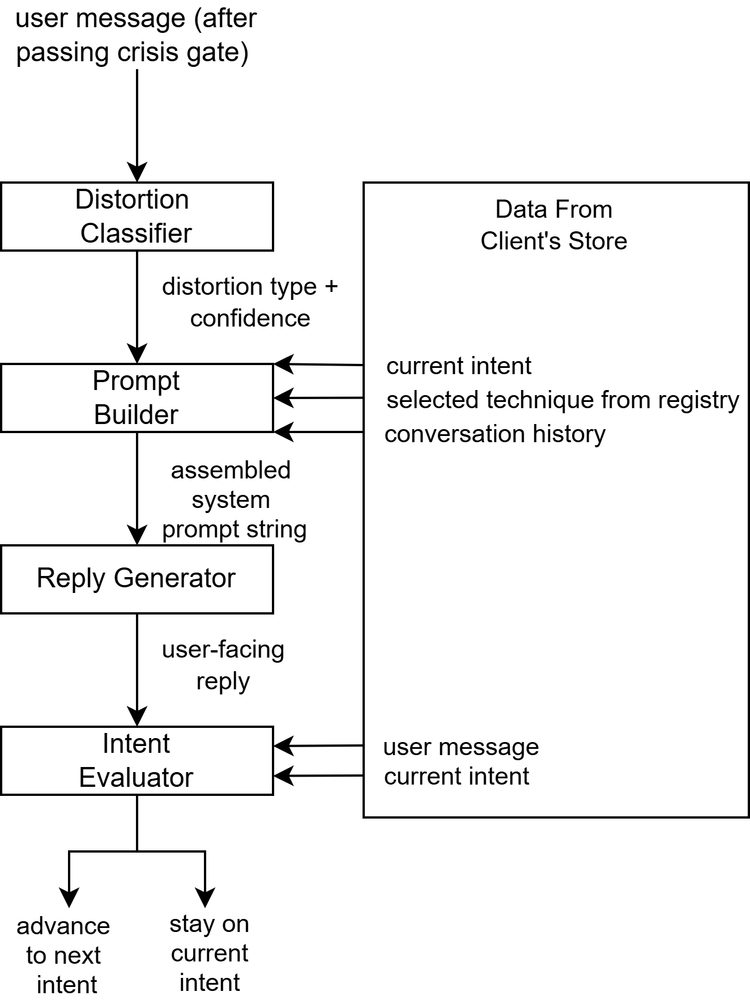 user message (after
passing crisis gate)
Distortion
Classifier
Data From
Client's Store
distortion type +
confidence
Prompt
Builder
current intent
selected technique from registry
conversation history
assembled
system
prompt string
Reply Generator
user-facing
reply
Intent
Evaluator
user message
current intent
advance
to next
intent
stay on
current
intent